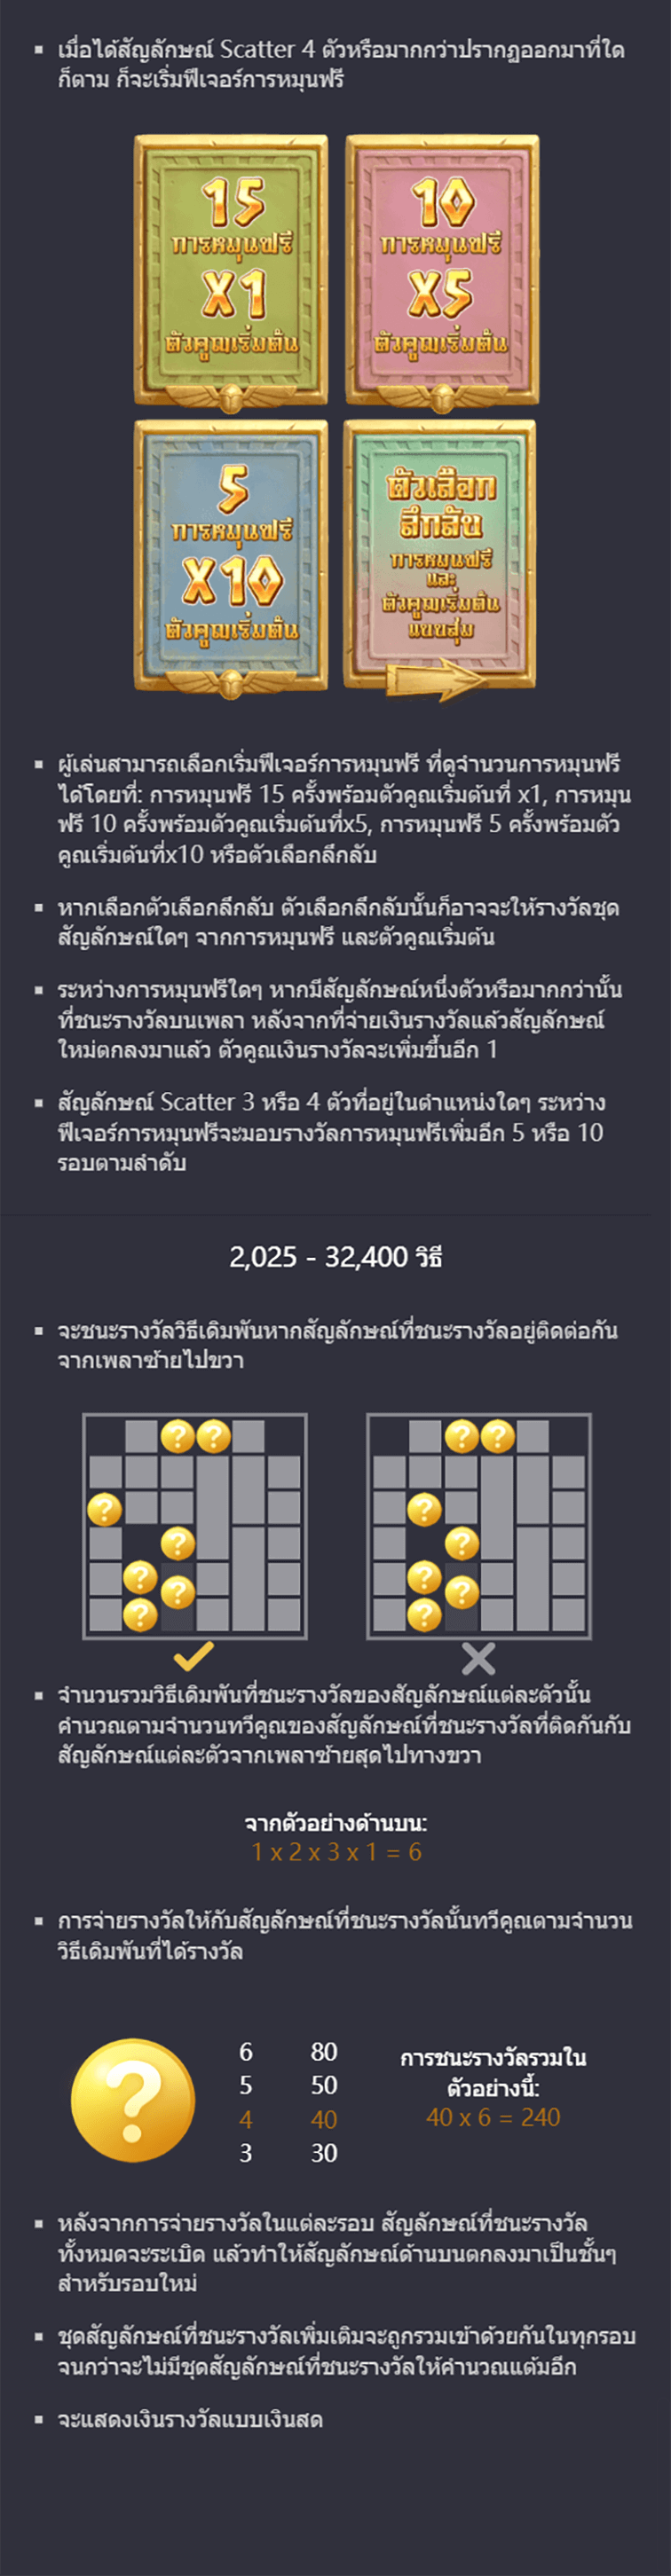 เมื่อได้สัญลักษณ์ Scatter 4 ตัวหรือมากกว่าปรากฏออกมาที่ใด
ก็ตาม ก็จะเริ่มฟีเจอร์การหมุนฟรี
15
การหมุนฟรี
X1
ตัวคูณเริ่มต้น
10
การหมุนฟรี
X5
ตัวคูณเริ่มต้น
5
การหมุนฟรี
X10
ตัวคูณเริ่มต้น
ตัวเลือก
ลึกลับ
การหมุนฟรี
และ
ตัวคูณเริ่มต้น
แบบสุ่ม
ผู้เล่นสามารถเลือกเริ่มฟีเจอร์การหมุนฟรี ที่ดูจำนวนการหมุนฟรี
ได้โดยที่: การหมุนฟรี 15 ครั้งพร้อมตัวคูณเริ่มต้นที่ x1, การหมุน
ฟรี 10 ครั้งพร้อมตัวคูณเริ่มต้นที่x5, การหมุนฟรี 5 ครั้งพร้อมตัว
คูณเริ่มต้นที่x10 หรือตัวเลือกลึกลับ
หากเลือกตัวเลือกลึกลับ ตัวเลือกลึกลับนั้นก็อาจจะให้รางวัลชุด
สัญลักษณ์ใดๆ จากการหมุนฟรี และตัวคูณเริ่มต้น
ระหว่างการหมุนฟรีใดๆ หากมีสัญลักษณ์หนึ่งตัวหรือมากกว่านั้น
ที่ชนะรางวัลบนเพลา หลังจากที่จ่ายเงินรางวัลแล้วสัญลักษณ์
ใหม่ตกลงมาแล้ว ตัวคูณเงินรางวัลจะเพิ่มขึ้นอีก 1
สัญลักษณ์ Scatter 3 หรือ 4 ตัวที่อยู่ในตำแหน่งใดๆ ระหว่าง
ฟีเจอร์การหมุนฟรีจะมอบรางวัลการหมุนฟรีเพิ่มอีก 5 หรือ 10
รอบตามลำดับ
2,025 - 32,400 วิธี
จะชนะรางวัลวิธีเดิมพันหากสัญลักษณ์ที่ชนะรางวัลอยู่ติดต่อกัน
จากเพลาซ้ายไปขวา
จำนวนรวมวิธีเดิมพันที่ชนะรางวัลของสัญลักษณ์แต่ละตัวนั้น
คำนวณตามจำนวนทวีคูณของสัญลักษณ์ที่ชนะรางวัลที่ติดกันกับ
สัญลักษณ์แต่ละตัวจากเพลาซ้ายสุดไปทางขวา
จากตัวอย่างด้านบน:
1 x 2 x 3 x 1 = 6
การจ่ายรางวัลให้กับสัญลักษณ์ที่ชนะรางวัลนั้นทวีคูณตามจำนวน
วิธีเดิมพันที่ได้รางวัล
6 80
5 50
4 40
3 30
การชนะรางวัลรวมใน
ตัวอย่างนี้:
40 x 6 = 240
หลังจากการจ่ายรางวัลในแต่ละรอบ สัญลักษณ์ที่ชนะรางวัล
ทั้งหมดจะระเบิด แล้วทำให้สัญลักษณ์ด้านบนตกลงมาเป็นชั้นๆ
สำหรับรอบใหม่
ชุดสัญลักษณ์ที่ชนะรางวัลเพิ่มเติมจะถูกรวมเข้าด้วยกันในทุกรอบ
จนกว่าจะไม่มีชุดสัญลักษณ์ที่ชนะรางวัลให้คำนวณแต้มอีก
จะแสดงเงินรางวัลแบบเงินสด